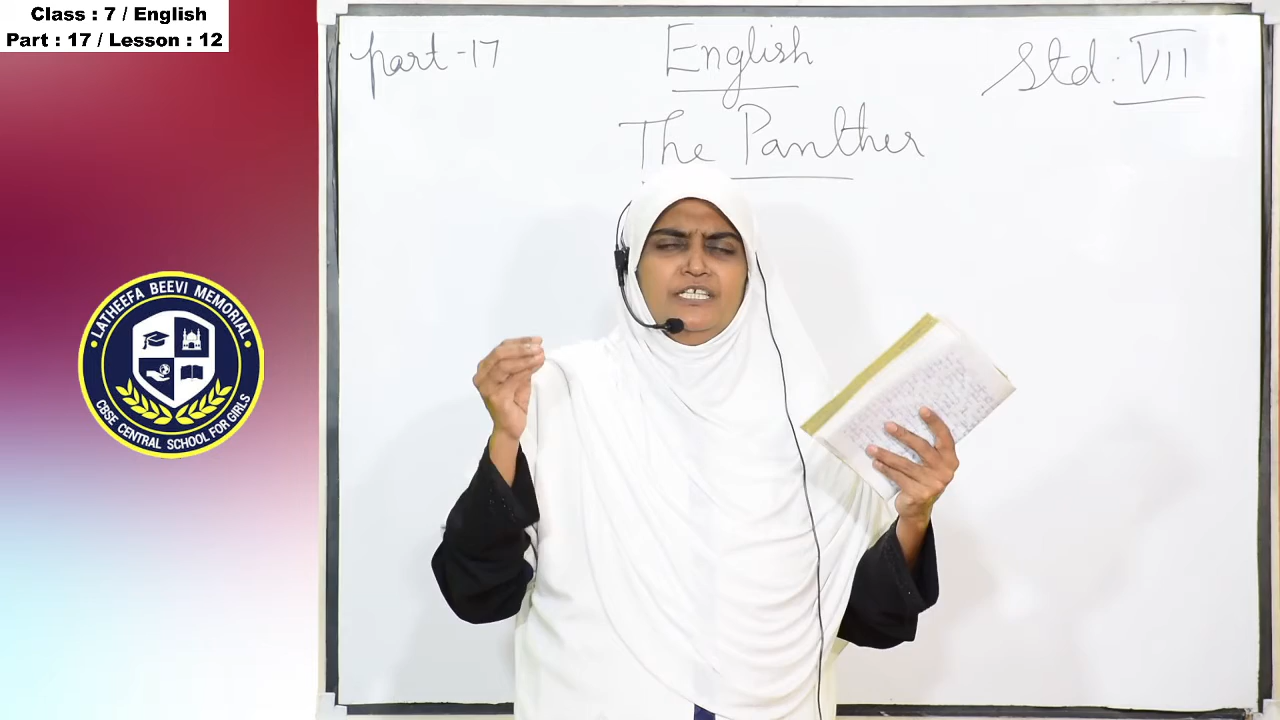 Class : 7 / English
Part : 17 / Lesson : 12
part -17
English
Std: VII
The Panther
LATHEEFA BEEVI MEMORIAL
CBSE CENTRAL SCHOOL FOR GIRLS